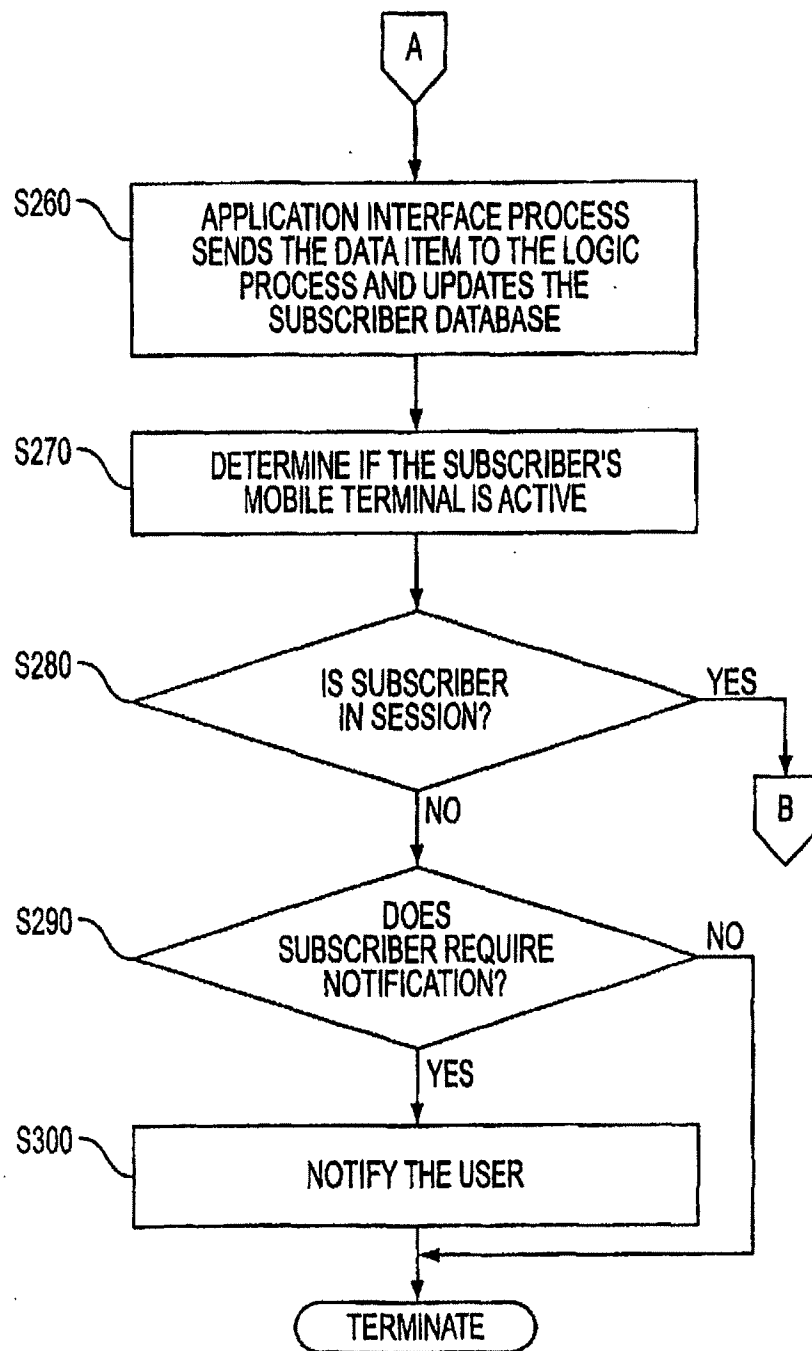 A
S260
APPLICATION INTERFACE PROCESS
SENDS THE DATA ITEM TO THE LOGIC
PROCESS AND UPDATES THE
SUBSCRIBER DATABASE
S270
DETERMINE IF THE SUBSCRIBER'S
MOBILE TERMINAL IS ACTIVE
S280
IS SUBSCRIBER
IN SESSION?
YES
B
NO
S290
DOES
SUBSCRIBER REQUIRE
NOTIFICATION?
NO
YES
S300
NOTIFY THE USER
TERMINATE